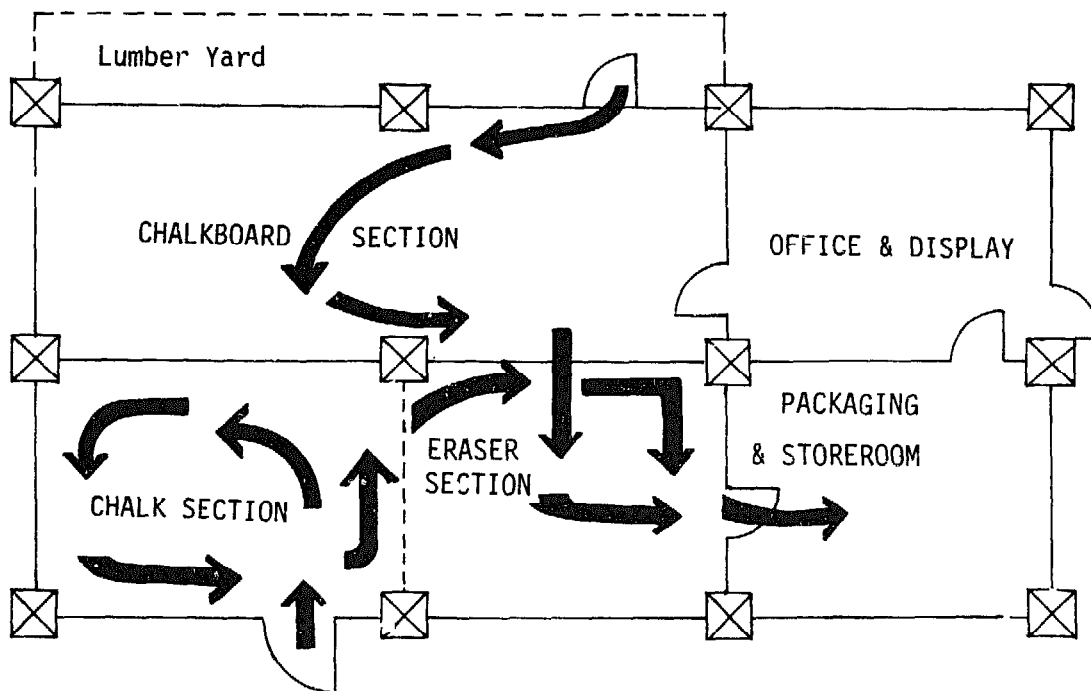 Lumber Yard
CHALKBOARD SECTION
OFFICE & DISPLAY
PACKAGING
& STOREROOM
ERASER
SECTION
CHALK SECTION